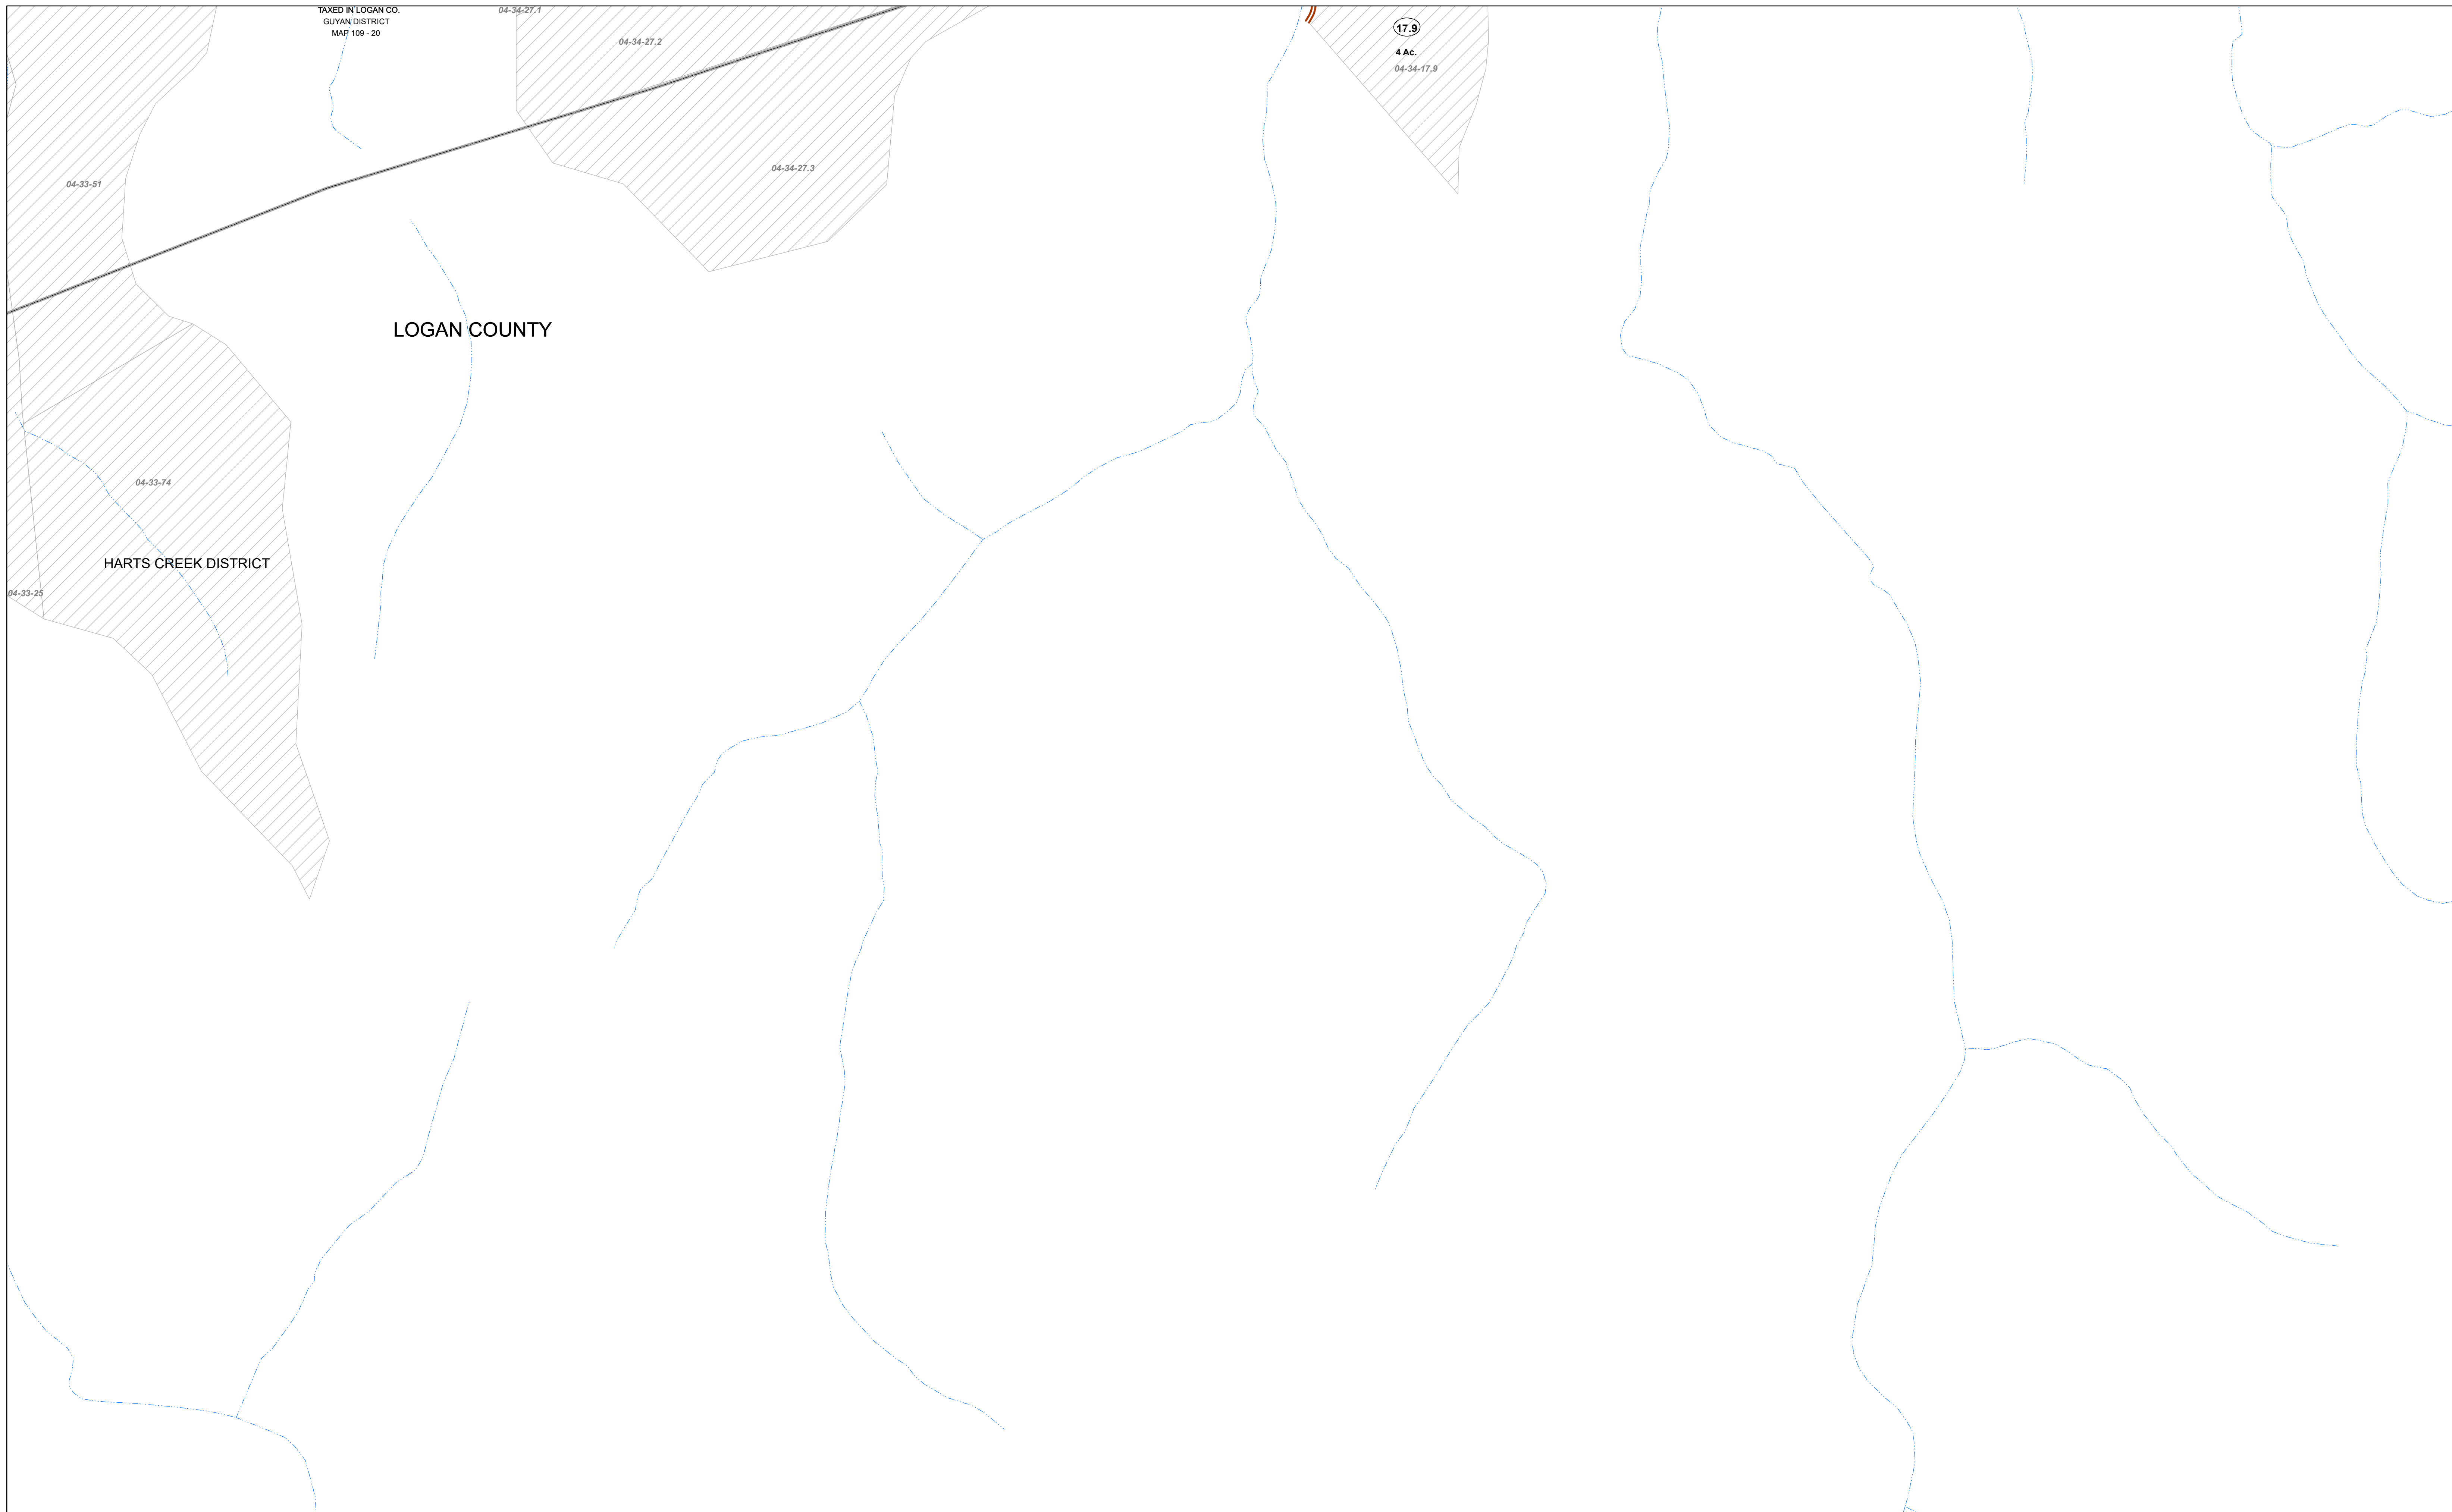 TAXED IN LOGAN CO.
GUYAN DISTRICT
MAP 109 - 20
04-34-27.1
04-34-27.2
17.9
4 Ac.
04-34-17.9
04-33-51
04-34-27.3
LOGAN COUNTY
04-33-74
HARTS CREEK DISTRICT
04-33-25